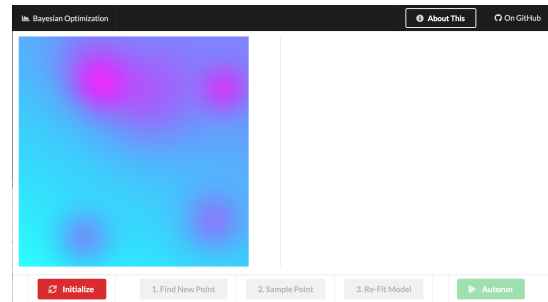 Bayesian Optimization
About This
On GitHub
Initialize
1. Find New Point
2. Sample Point
3. Re-Fit Model
Autorun